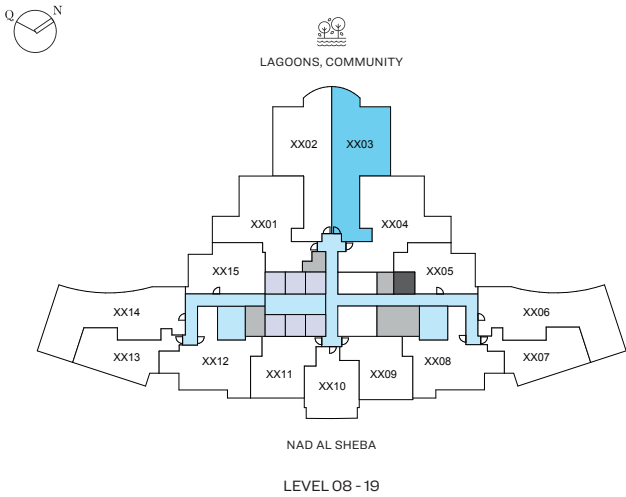 Q N
LAGOONS, COMMUNITY
XX02 XX03
XX01 XX04
XX15 XX05
XX14 XX06
XX13 XX12 XX08 XX07
XX11 XX10 XX09
NAD AL SHEBA
LEVEL 08 - 19